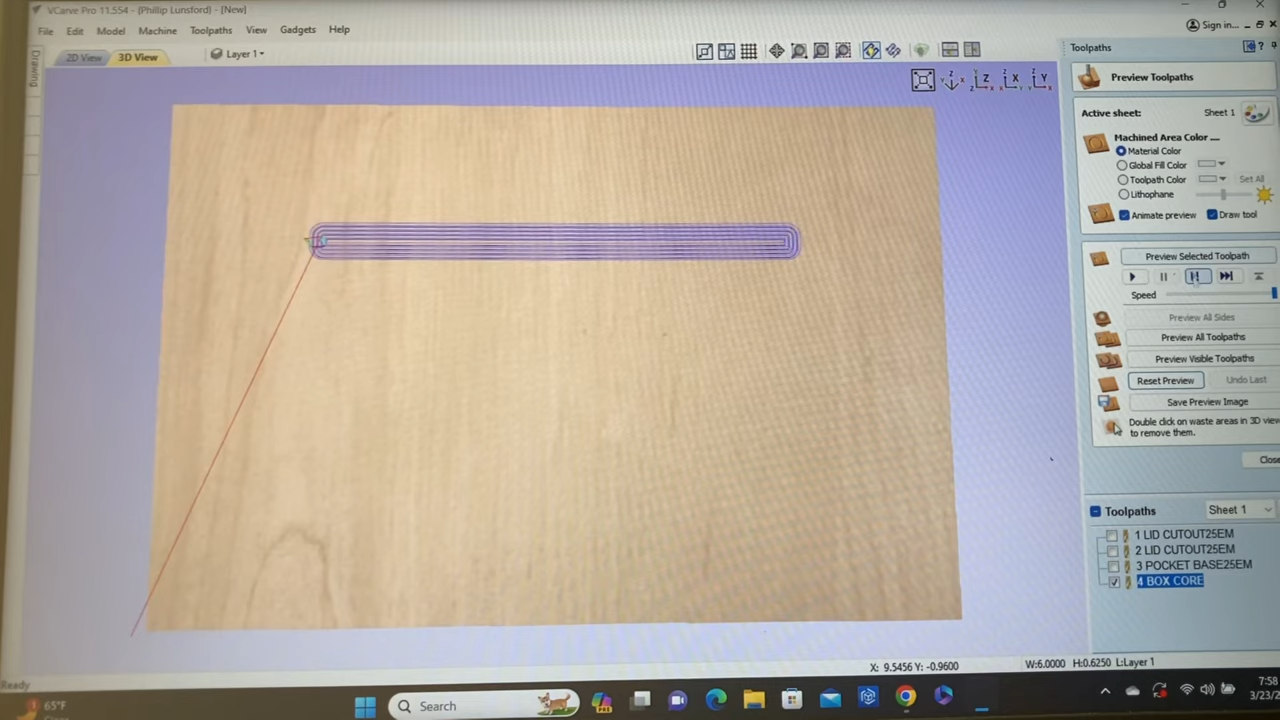 VCarve Pro 11.554 - {Phillip Lunsford} - [New]
File Edit Model Machine Toolpaths View Gadgets Help
Sign in...
2D View 3D View Layer 1
Drawing
Toolpaths
Preview Toolpaths
Active sheet: Sheet 1
Machined Area Color ....
Material Color
Global Fill Color
Toolpath Color Set All
Lithophane
Animate preview Draw tool
Preview Selected Toolpath
Speed
Preview All Sides
Preview All Toolpaths
Preview Visible Toolpaths
Reset Preview Undo Last
Save Preview Image
Double click on waste areas in 3D view
to remove them.
Close
Toolpaths Sheet 1
1 LID CUTOUT25EM
2 LID CUTOUT25EM
3 POCKET BASE25EM
4 BOX CORE
Ready
X: 9.5456 Y: -0.9600
W:6.0000 H:0.6250 L:Layer 1
65°F
Search
PRE
7:58
3/23/2